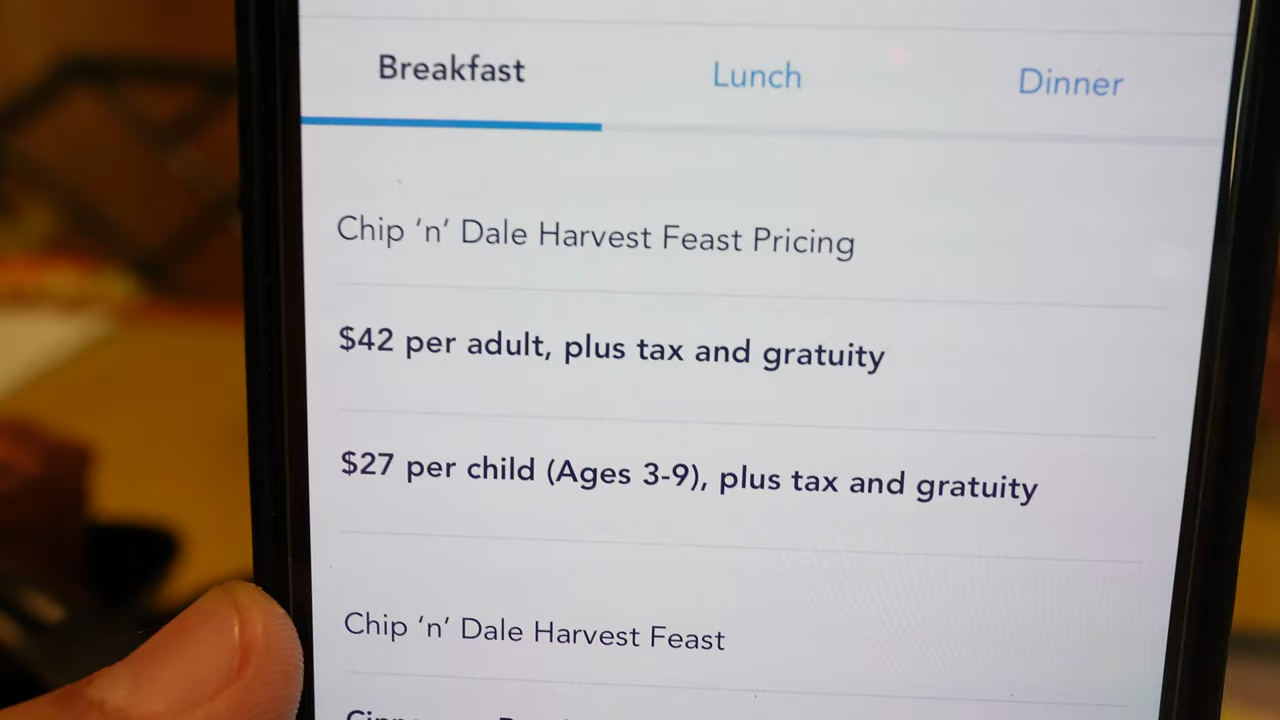 Breakfast Lunch Dinner
Chip ‘n’ Dale Harvest Feast Pricing
$42 per adult, plus tax and gratuity
$27 per child (Ages 3-9), plus tax and gratuity
Chip ‘n’ Dale Harvest Feast